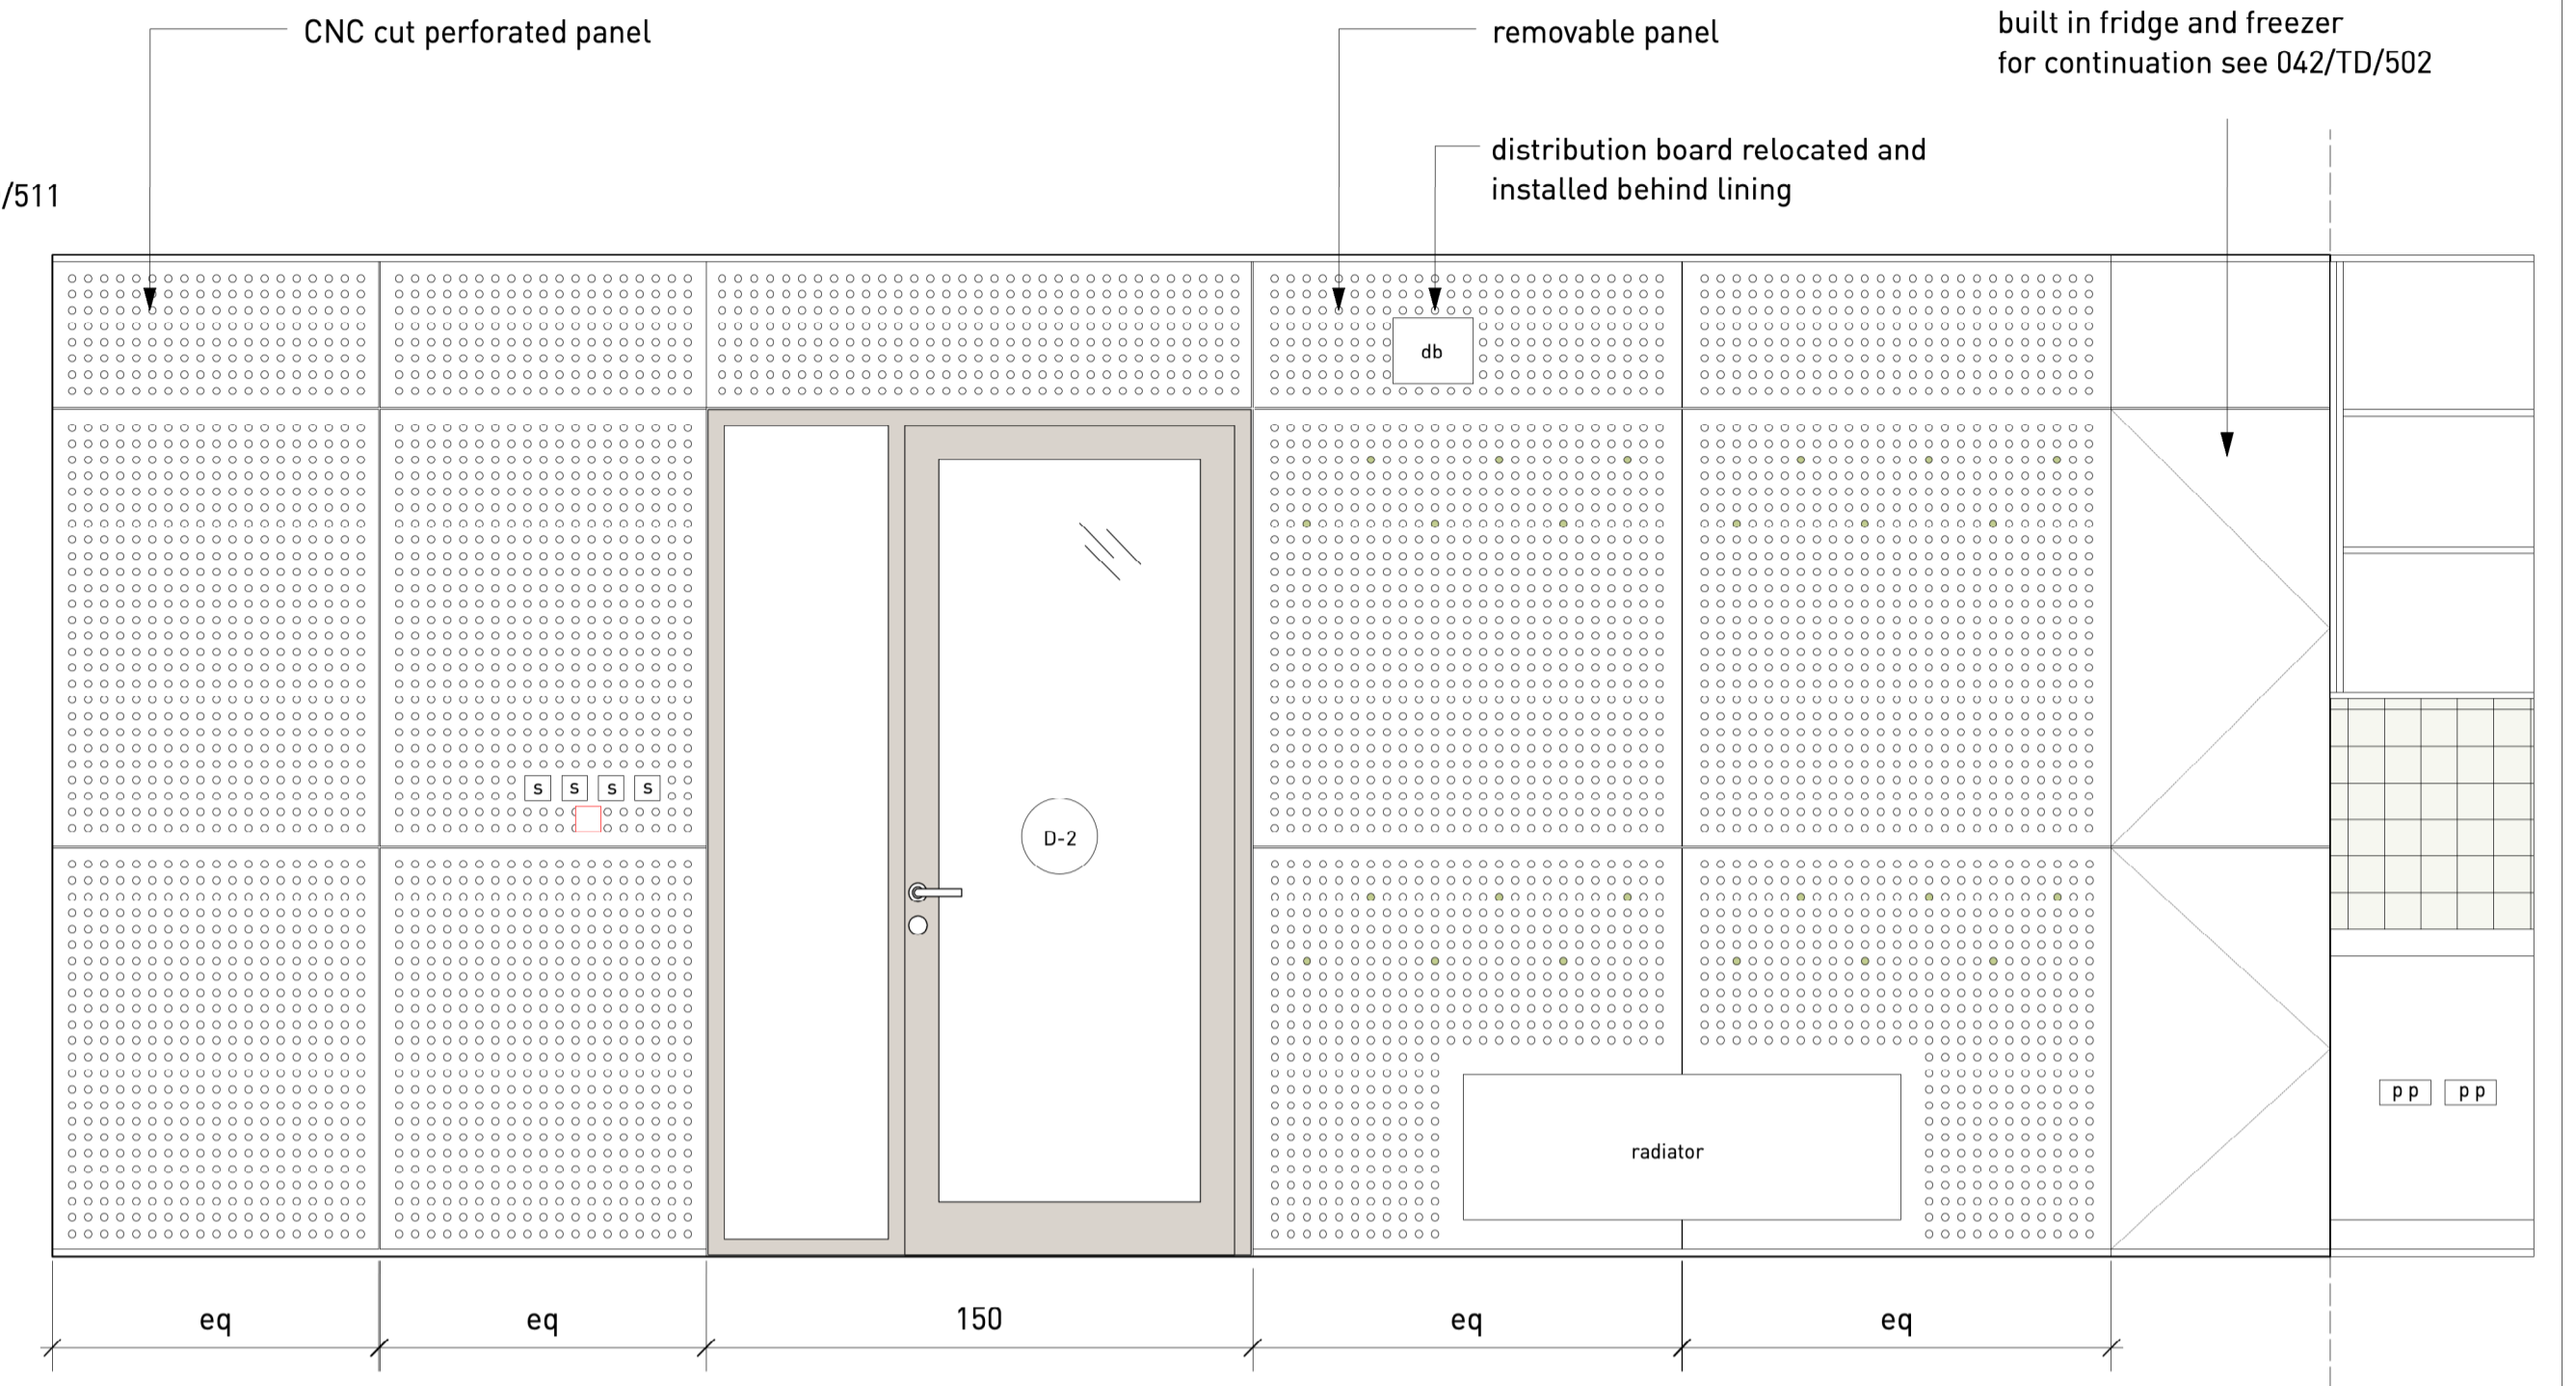 CNC cut perforated panel
removable panel
built in fridge and freezer
for continuation see 042/TD/502
distribution board relocated and
installed behind lining
/511
db
s s s s
D-2
p p p p
radiator
eq eq 150 eq eq